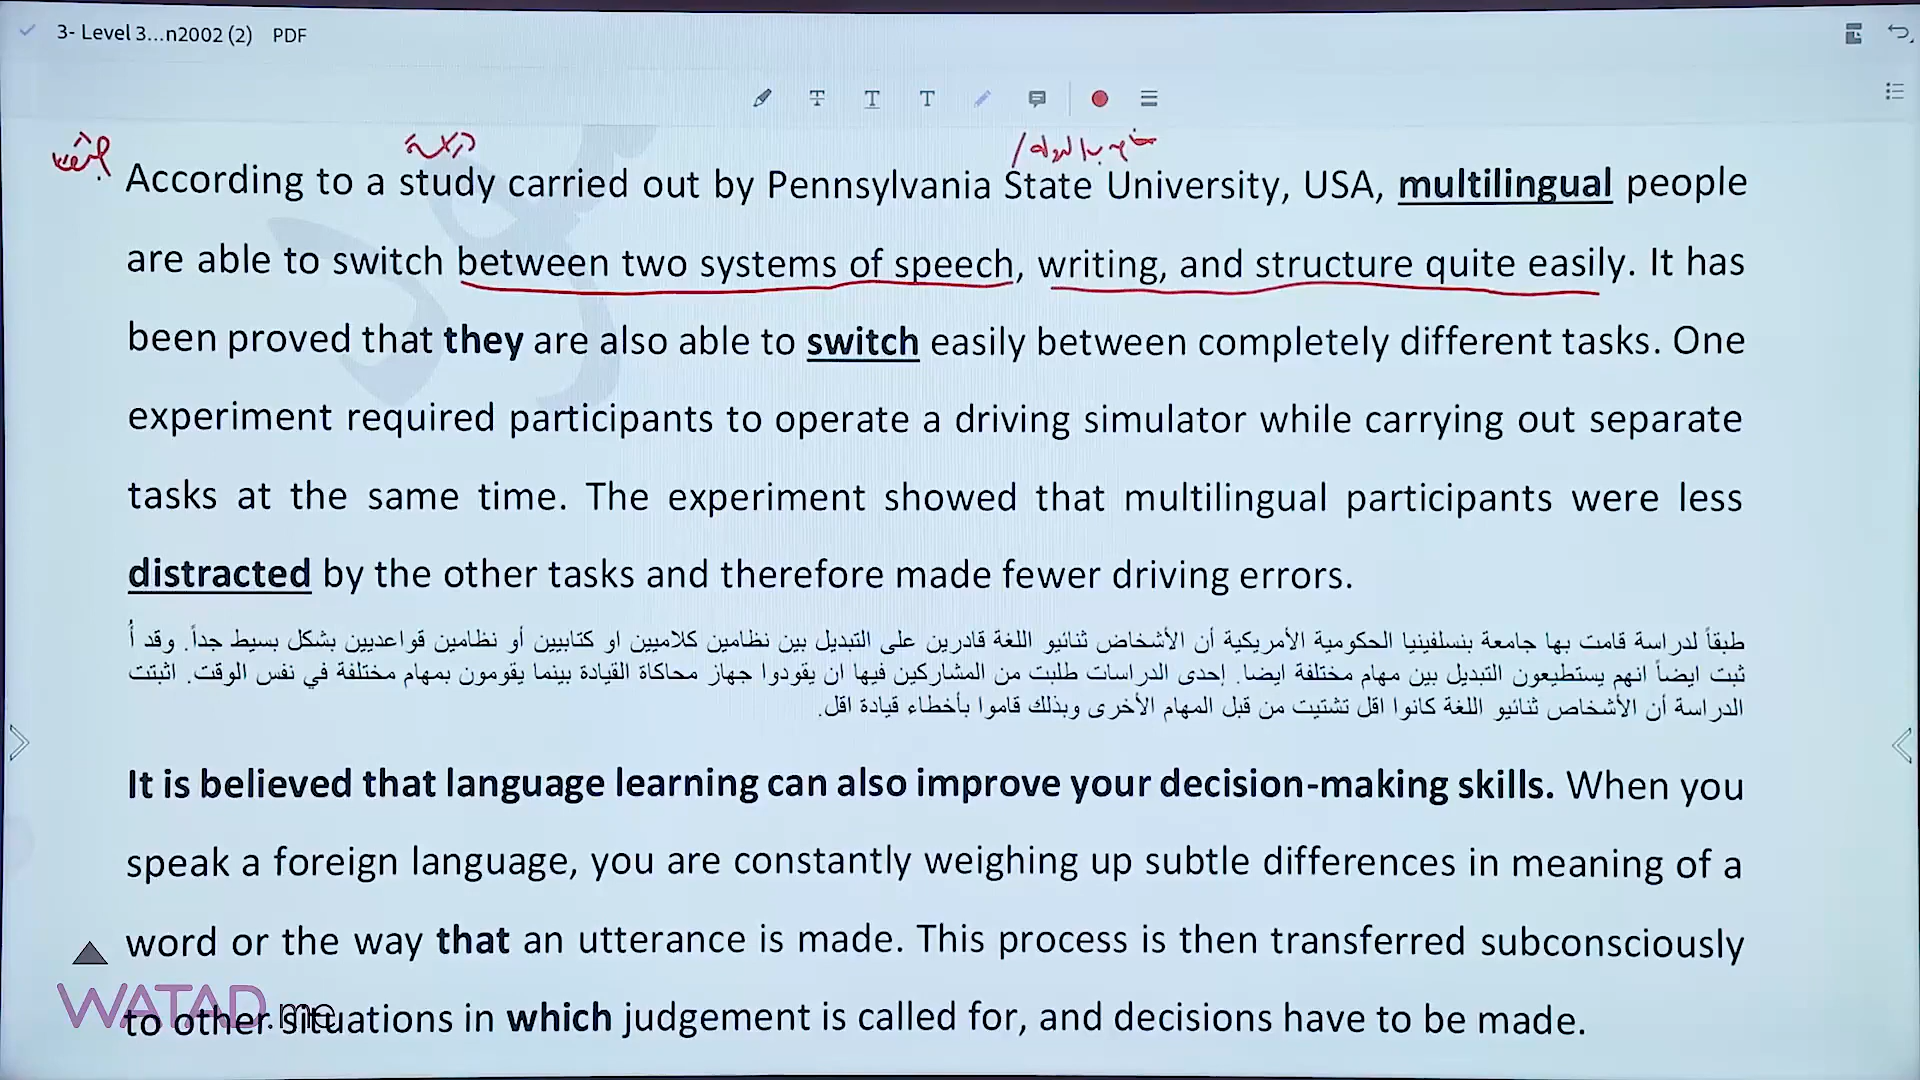 3- Level 3...n2002 (2) PDF
دراسة
According to a study carried out by Pennsylvania State University, USA, multilingual people
are able to switch between two systems of speech, writing, and structure quite easily. It has
been proved that they are also able to switch easily between completely different tasks. One
experiment required participants to operate a driving simulator while carrying out separate
tasks at the same time. The experiment showed that multilingual participants were less
distracted by the other tasks and therefore made fewer driving errors.
طبقاً لدراسة قامت بها جامعة بنسلفينيا الحكومية الأمريكية أن الأشخاض ثنائيو اللغة قادرين على التبديل بين نظامين كلاميين او كتابيين أو نظامين قواعديين بشكل بسيط جداً. وقد أُ
ثبت ايضاً انهم يستطيعون التبديل بين مهام مختلفة ايضا. إحدى الدراسات طلبت من المشاركين فيها ان يقودوا جهاز محاكاة القيادة بينما يقومون بمهام مختلفة في نفس الوقت. اثبتت
الدراسة أن الأشخاص ثنائيو اللغة كانوا اقل تشتيت من قبل المهام الأخرى وبذلك قاموا بأخطاء قيادة اقل.
It is believed that language learning can also improve your decision-making skills. When you
speak a foreign language, you are constantly weighing up subtle differences in meaning of a
word or the way that an utterance is made. This process is then transferred subconsciously
to other situations in which judgement is called for, and decisions have to be made.
WATAD.me